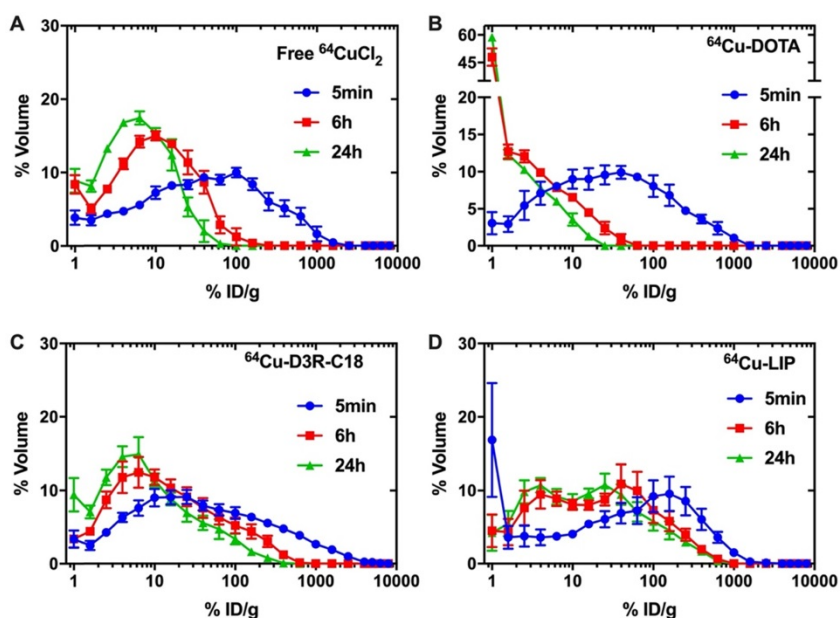 A
Free ⁶⁴CuCl₂
5min
6h
24h
% Volume
30
20
10
0
1 10 100 1000 10000
% ID/g
B
⁶⁴Cu-DOTA
5min
6h
24h
% Volume
60
45
20
15
10
5
0
1 10 100 1000 10000
% ID/g
C
⁶⁴Cu-D3R-C18
5min
6h
24h
% Volume
30
20
10
0
1 10 100 1000 10000
% ID/g
D
⁶⁴Cu-LIP
5min
6h
24h
% Volume
30
20
10
0
1 10 100 1000 10000
% ID/g